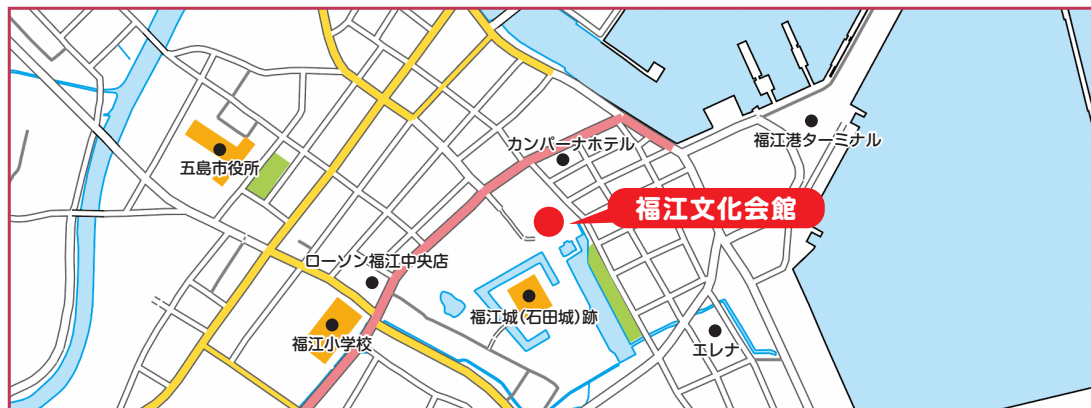 カンパーナホテル
福江港ターミナル
五島市役所
福江文化会館
ローソン福江中央店
福江城(石田城)跡
福江小学校
エレナ